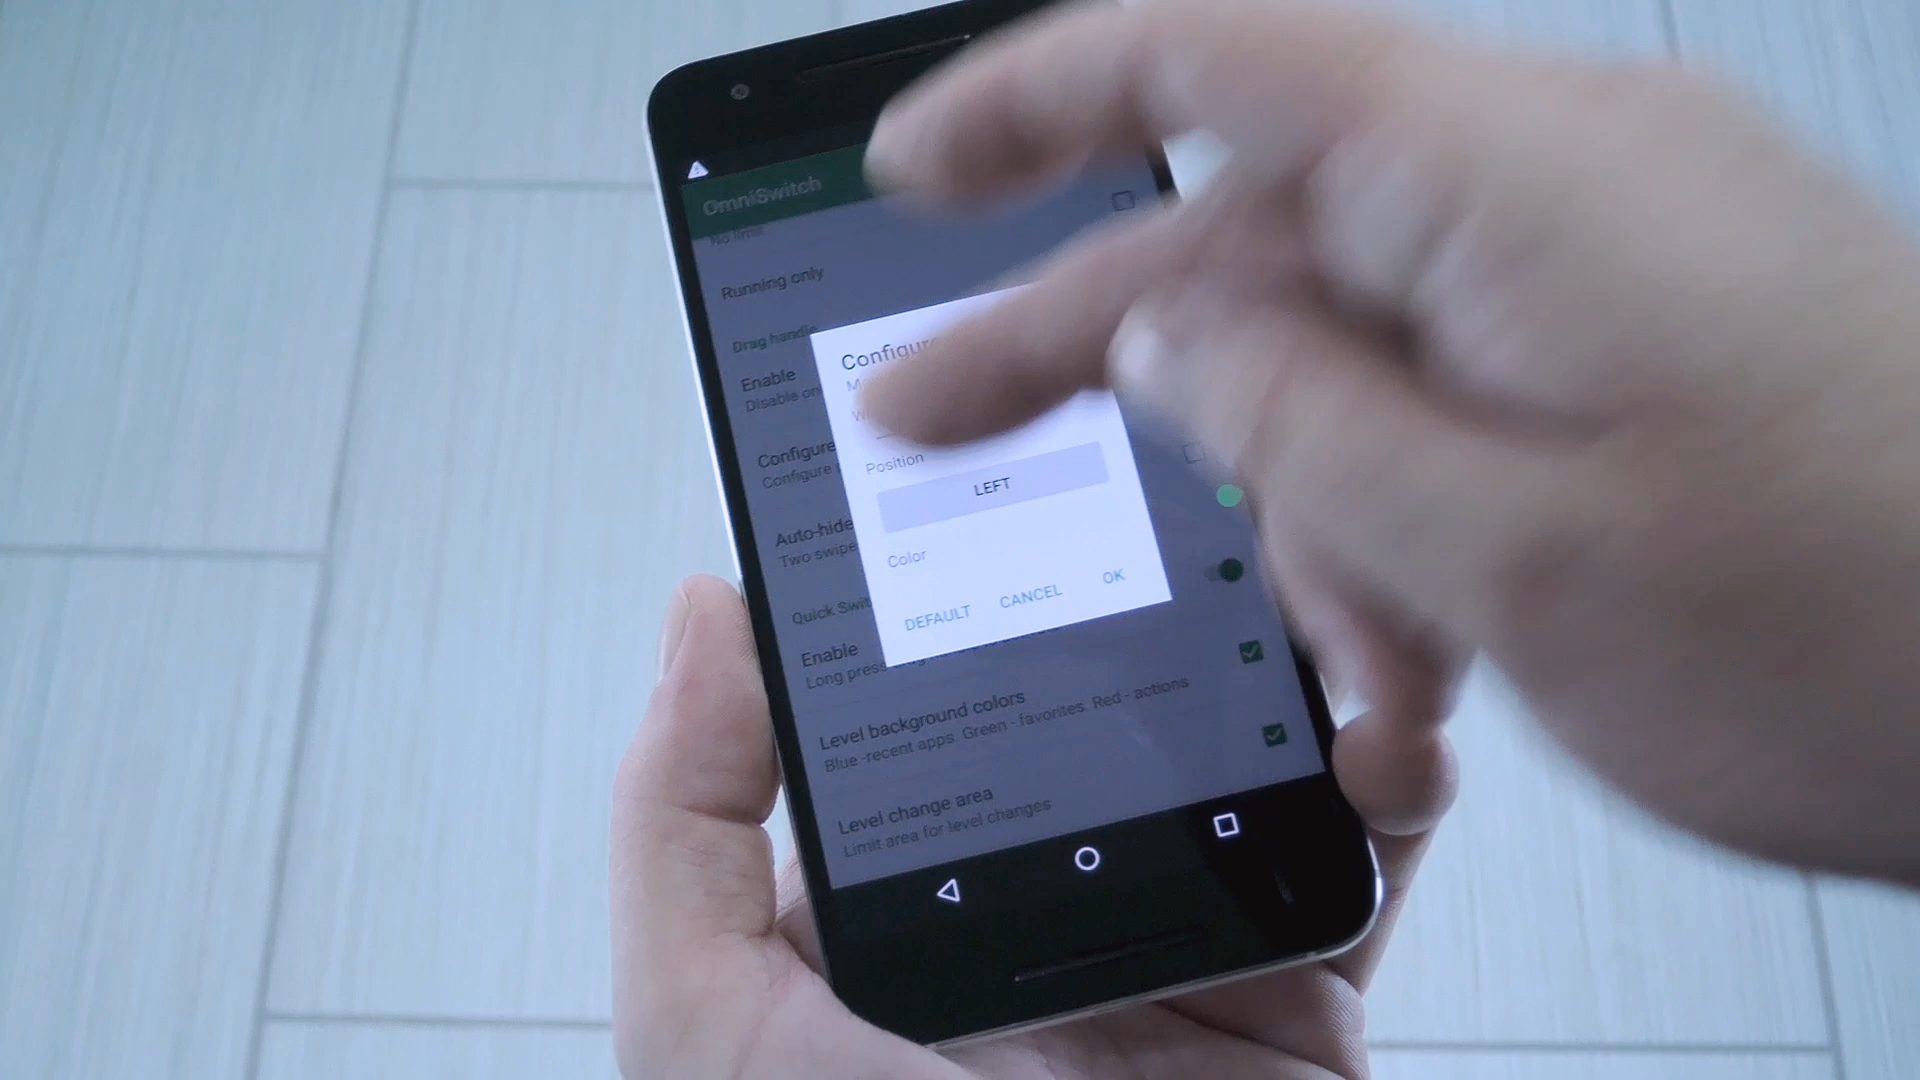 OmniSwitch
No limit
Running only
Drag handle
Enable
Disable
Configure
Configure
Auto-hide
Two swipe
Quick
Enable
Long press
Level background colors
Blue -recent apps. Green - favorites. Red - actions
Level change area
Limit area for level changes
Configure
Position
LEFT
Color
DEFAULT
CANCEL
OK